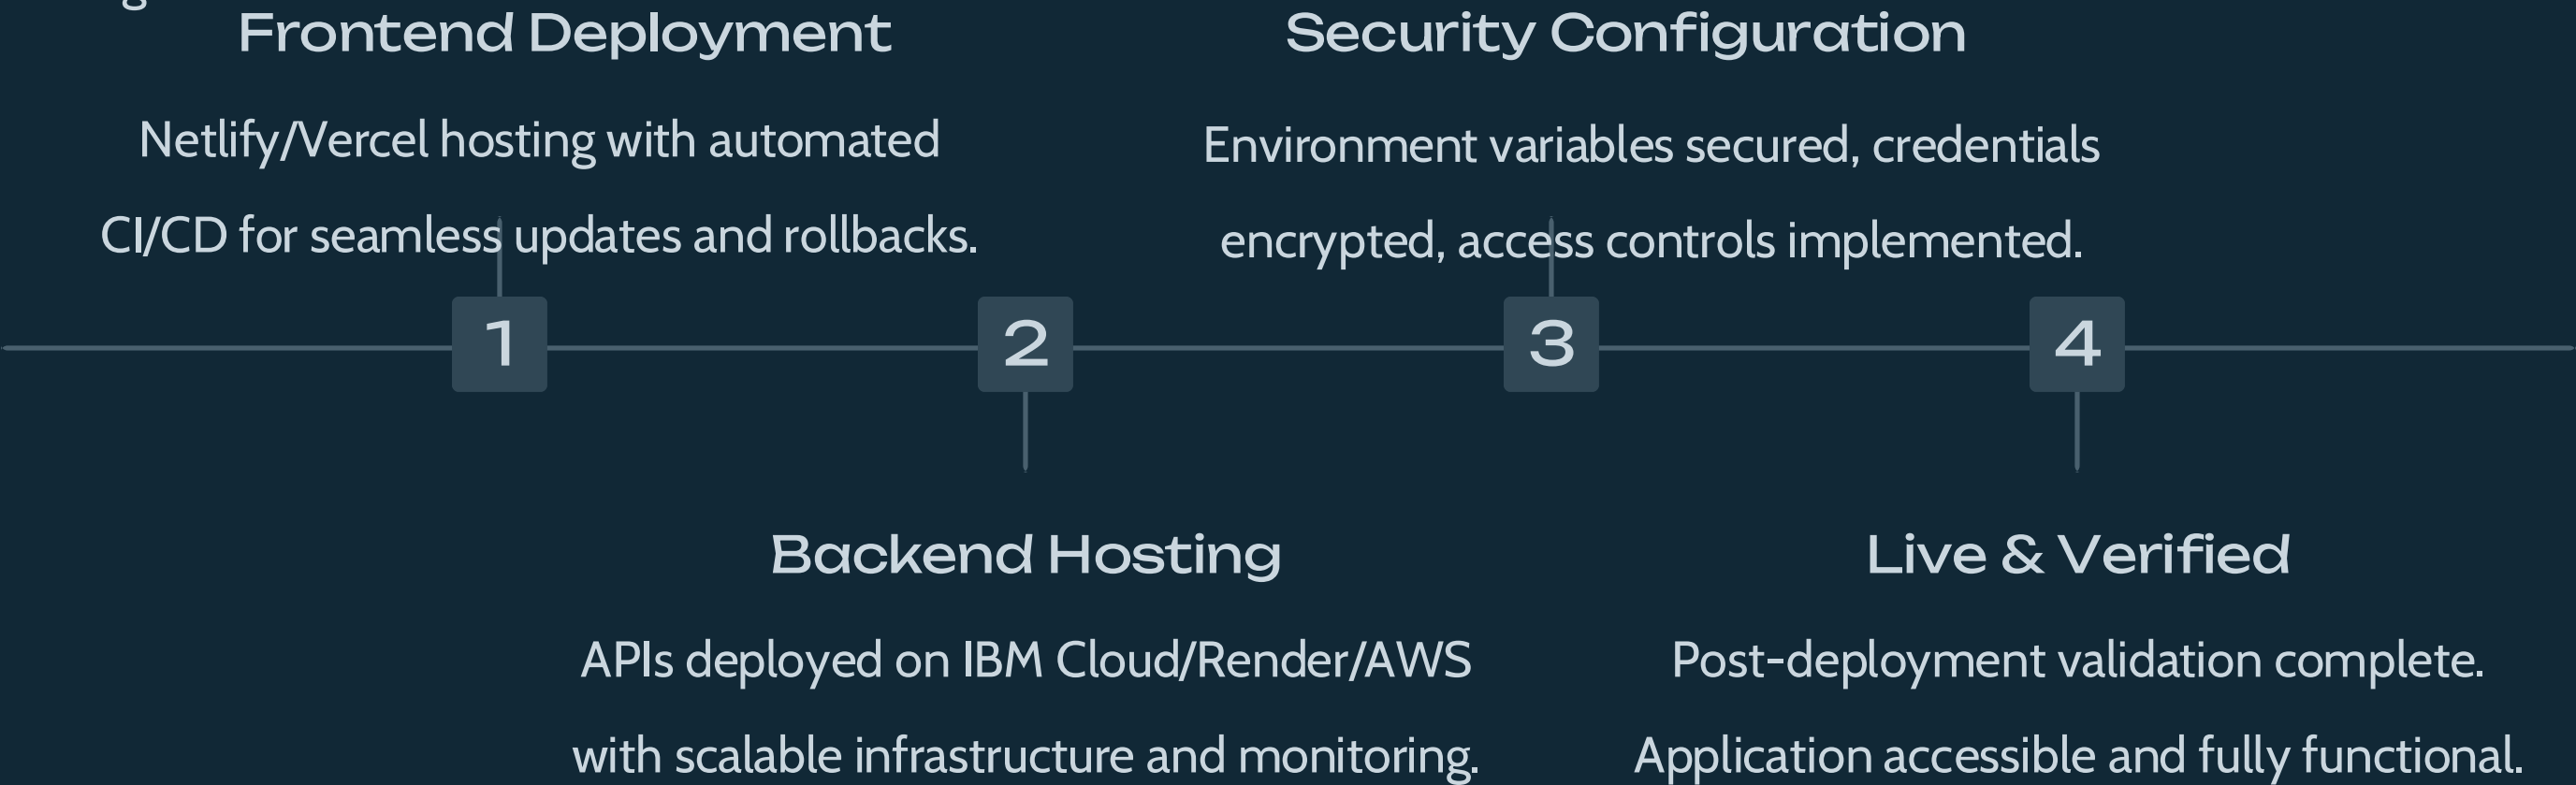 Frontend Deployment
Netlify/Vercel hosting with automated
CI/CD for seamless updates and rollbacks.
Security Configuration
Environment variables secured, credentials
encrypted, access controls implemented.
1
2
3
4
Backend Hosting
APIs deployed on IBM Cloud/Render/AWS
with scalable infrastructure and monitoring.
Live & Verified
Post-deployment validation complete.
Application accessible and fully functional.